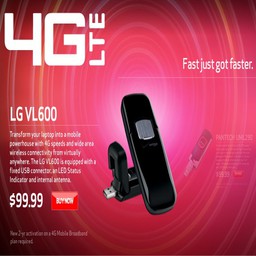 4G LTE
Fast just got faster.
LG VL600
Transform your laptop into a mobile
powerhouse with 4G speeds and wide area
wireless connectivity from virtually
anywhere. The LG VL600 is equipped with a
fixed USB connector, an LED Status
Indicator and internal antenna.
$99.99 BUY NOW
New 2-yr activation on a 4G Mobile Broadband
plan required.